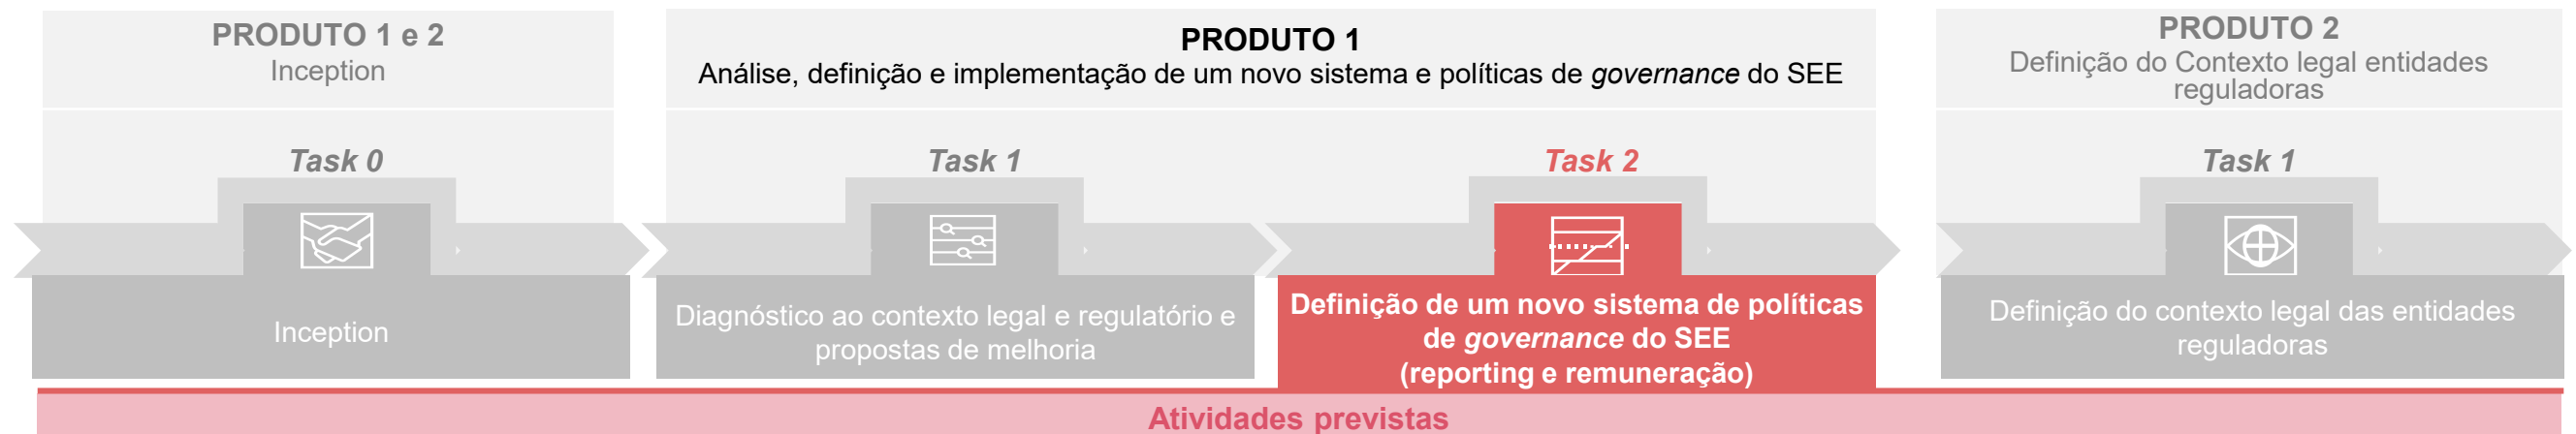 PRODUTO 1 e 2
Inception
PRODUTO 1
Análise, definição e implementação de um novo sistema e políticas de governance do SEE
PRODUTO 2
Definição do Contexto legal entidades
reguladoras
Task 0
Task 1
Task 2
Task 1
Inception
Diagnóstico ao contexto legal e regulatório e
propostas de melhoria
Definição de um novo sistema de políticas
de governance do SEE
(reporting e remuneração)
Definição do contexto legal das entidades
reguladoras
Atividades previstas